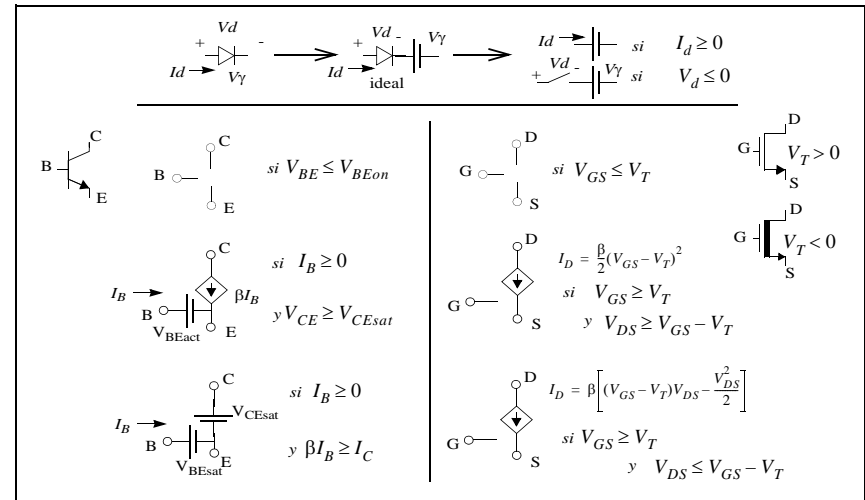 Vd
+ -
Id Vγ
Vd Vγ
+ -
Id ideal
Id si I_d ≥ 0
Vd Vγ
+ - si V_d ≤ 0
C
B
E
C
B
E
si V_BE ≤ V_BEon
C
I_B βI_B
B E
V_BEact
si I_B ≥ 0
y V_CE ≥ V_CEsat
C
I_B V_CEsat
B E
V_BEsat
si I_B ≥ 0
y βI_B ≥ I_C
D
G
S
si V_GS ≤ V_T
D
G V_T > 0
S
D
G V_T < 0
S
D
G
S
I_D = β/2 (V_GS – V_T)^2
si V_GS ≥ V_T
y V_DS ≥ V_GS – V_T
D
G
S
I_D = β[(V_GS – V_T)V_DS – V_DS^2/2]
si V_GS ≥ V_T
y V_DS ≤ V_GS – V_T